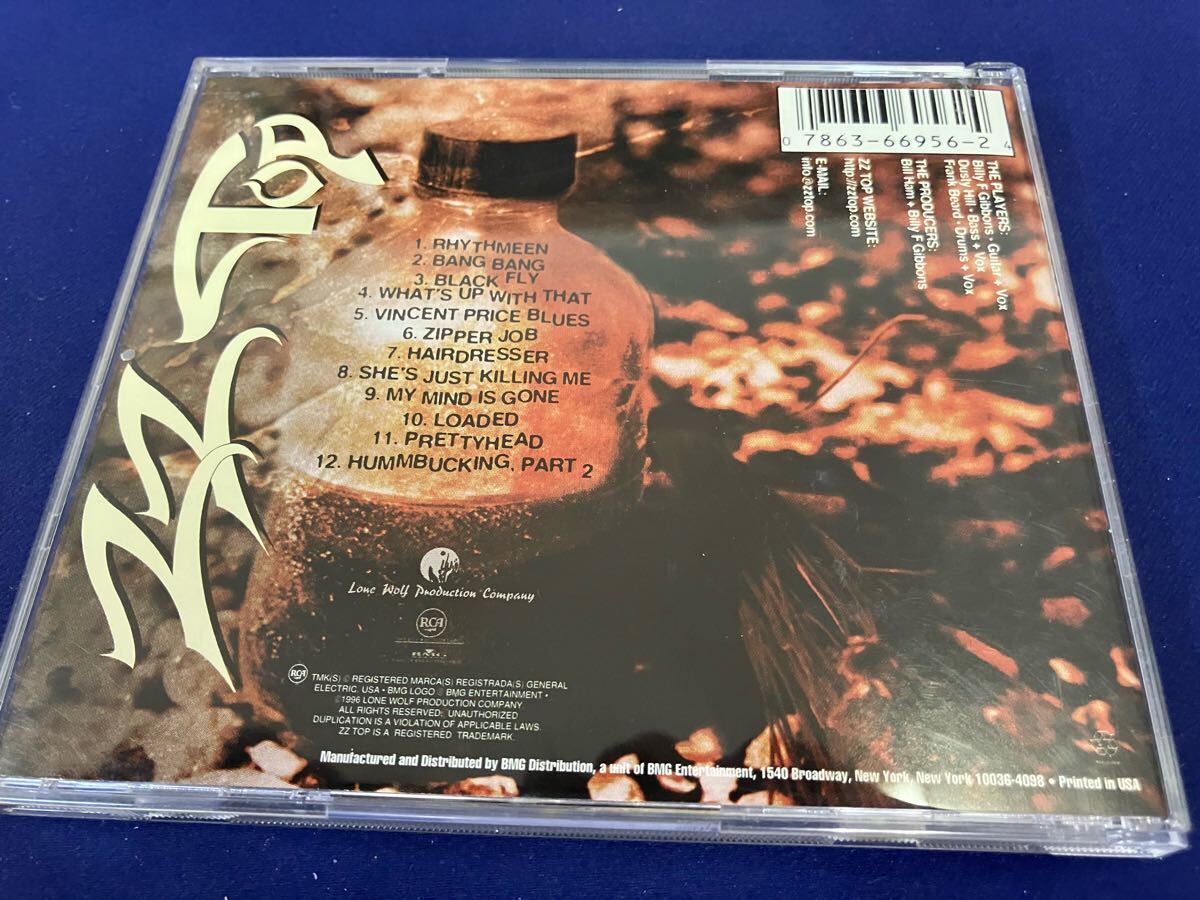 ZZ Top
0 7863-66956-2 4
THE PLAYERS:
Billy F Gibbons · Guitar + Vox
Dusty Hill · Bass + Vox
Frank Beard · Drums + Vox
THE PRODUCERS:
Bill Ham + Billy F Gibbons
ZZ TOP WEBSITE:
http://zztop.com
E-MAIL:
info@zztop.com
1. RHYTHMEEN
2. BANG BANG
3. BLACK FLY
4. WHAT'S UP WITH THAT
5. VINCENT PRICE BLUES
6. ZIPPER JOB
7. HAIRDRESSER
8. SHE'S JUST KILLING ME
9. MY MIND IS GONE
10. LOADED
11. PRETTYHEAD
12. HUMMBUCKING, PART 2
Lone Wolf Production Company
RCA
BMG
RCA
TMK(S) ® REGISTERED MARCA(S) REGISTRADA(S) GENERAL
ELECTRIC, USA • BMG LOGO ® BMG ENTERTAINMENT •
©1996 LONE WOLF PRODUCTION COMPANY
ALL RIGHTS RESERVED: UNAUTHORIZED
DUPLICATION IS A VIOLATION OF APPLICABLE LAWS.
ZZ TOP IS A REGISTERED TRADEMARK.
Manufactured and Distributed by BMG Distribution, a unit of BMG Entertainment, 1540 Broadway, New York, New York 10036-4098 • Printed in USA